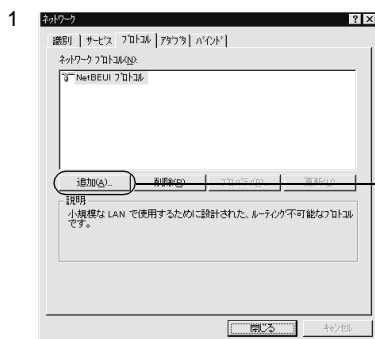 1
ネットワーク
識別 サービス プロトコル アダプタ バインド
ネットワーク プロトコル(N):
NetBEUI プロトコル
追加(A)... 削除(R) プロパティ(P)... 更新(U)
説明
小規模な LAN で使用するために設計された、ルーティング不可能なプロトコル
です。
閉じる キャンセル